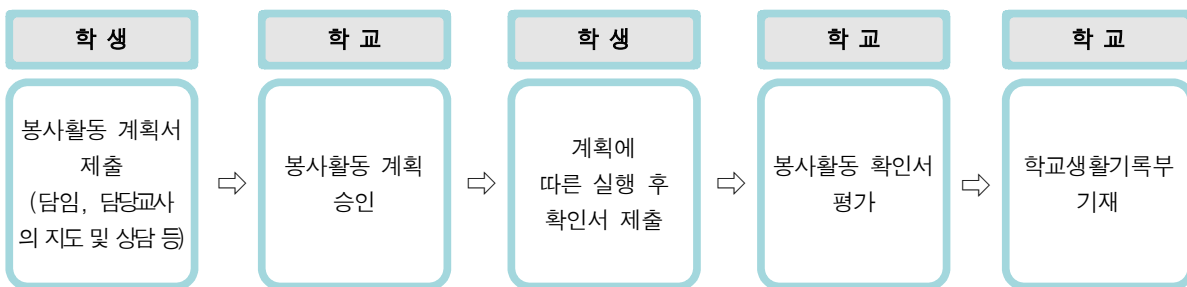 학 생
봉사활동 계획서
제출
(담임, 담당교사
의 지도 및 상담 등)
⇨
학 교
봉사활동 계획
승인
⇨
학 생
계획에
따른 실행 후
확인서 제출
⇨
학 교
봉사활동 확인서
평가
⇨
학 교
학교생활기록부
기재